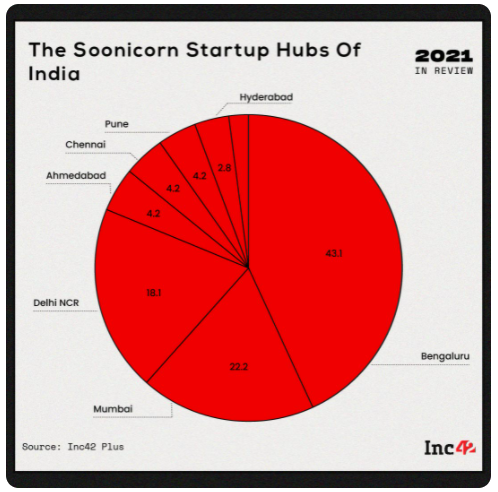 The Soonicorn Startup Hubs Of
India
2021
IN REVIEW
Hyderabad
Pune
Chennai
Ahmedabad
2.8
4.2
4.2
4.2
43.1
18.1
Delhi NCR
22.2
Bengaluru
Mumbai
Source: Inc42 Plus
Inc42